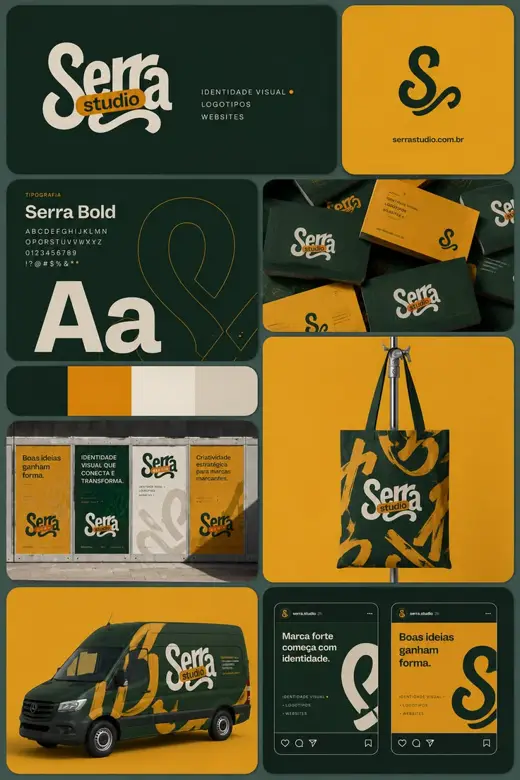 Serra
studio
IDENTIDADE VISUAL
LOGOTIPOS
WEBSITES
S
serrastudio.com.br
TIPOGRAFIA
Serra Bold
ABCDEFGHIJKLMN
OPQRSTUVWXYZ
0123456789
!?@#$%&**
Aa
Serra
studio
Boas ideias
ganham
forma.
Serra
studio
IDENTIDADE
VISUAL QUE
CONECTA E
TRANSFORMA.
Serra
studio
Serra
studio
Criatividade
estratégica
para marcas
marcantes.
Serra
studio
Serra
studio
Serra
studio
serra.studio
Marca forte
começa com
identidade.
IDENTIDADE VISUAL
LOGOTIPOS
WEBSITES
serra.studio
Boas ideias
ganham
forma.
IDENTIDADE VISUAL
LOGOTIPOS
WEBSITES